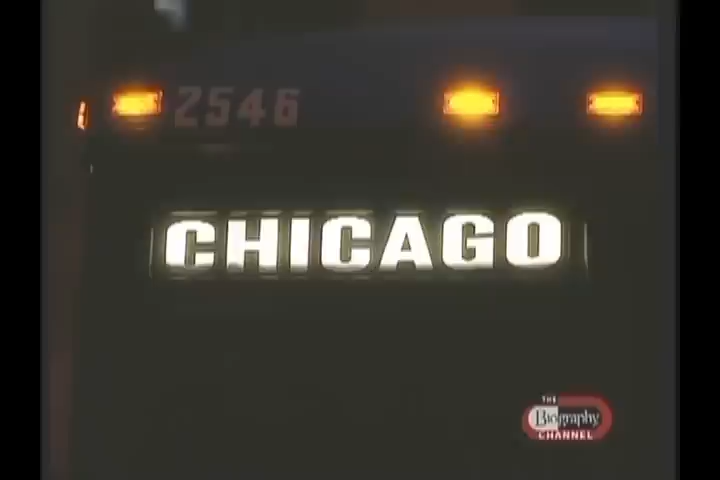 2546
CHICAGO
THE
Biography
CHANNEL